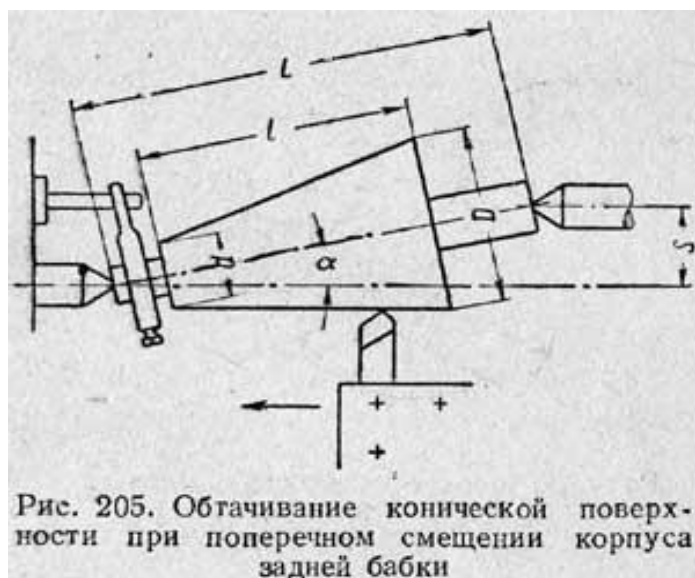 L
l
D
d
α
S
+ +
+
Рис. 205. Обтачивание конической поверх-
ности при поперечном смещении корпуса
задней бабки